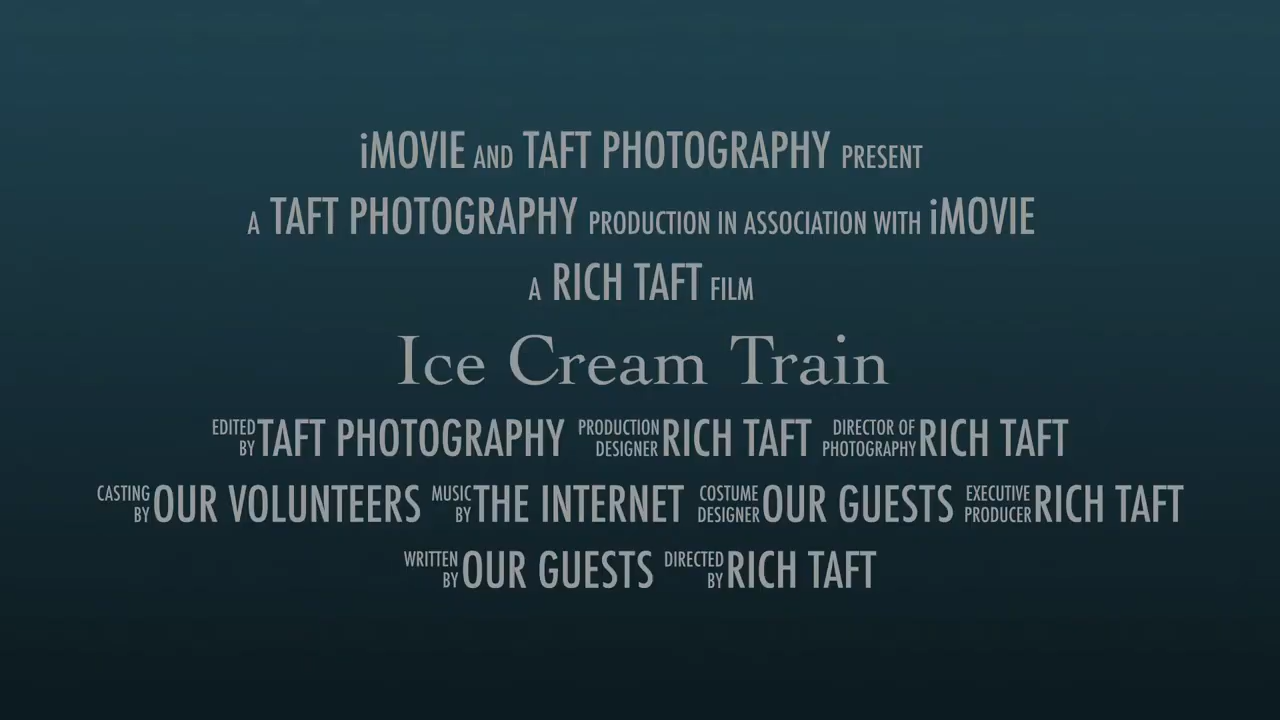 iMOVIE AND TAFT PHOTOGRAPHY PRESENT
A TAFT PHOTOGRAPHY PRODUCTION IN ASSOCIATION WITH iMOVIE
A RICH TAFT FILM
Ice Cream Train
EDITED BY TAFT PHOTOGRAPHY PRODUCTION DESIGNER RICH TAFT DIRECTOR OF PHOTOGRAPHY RICH TAFT
CASTING BY OUR VOLUNTEERS MUSIC BY THE INTERNET COSTUME DESIGNER OUR GUESTS EXECUTIVE PRODUCER RICH TAFT
WRITTEN BY OUR GUESTS DIRECTED BY RICH TAFT